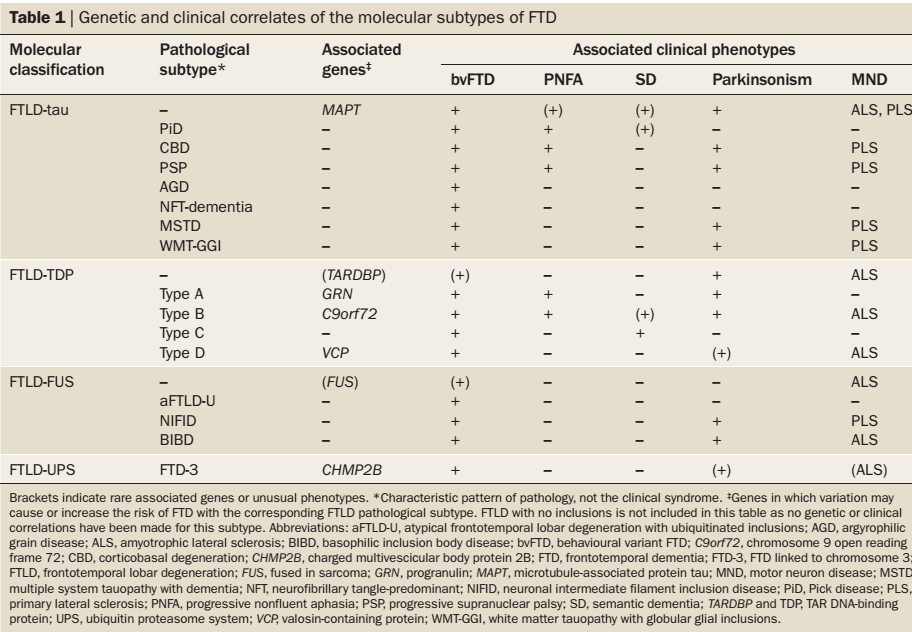 Table 1 | Genetic and clinical correlates of the molecular subtypes of FTD
Molecular classification Pathological subtype* Associated genes‡ Associated clinical phenotypes
bvFTD PNFA SD Parkinsonism MND
FTLD-tau – MAPT + (+) (+) + ALS, PLS
PiD – + + (+) – –
CBD – + + – + PLS
PSP – + + – + PLS
AGD – + – – – –
NFT-dementia – + – – – –
MSTD – + – – + PLS
WMT-GGI – + – – + PLS
FTLD-TDP – (TARDBP) (+) – – + ALS
Type A GRN + + – + –
Type B C9orf72 + + (+) + ALS
Type C – + – + – –
Type D VCP + – – (+) ALS
FTLD-FUS – (FUS) (+) – – – ALS
aFTLD-U – + – – – –
NIFID – + – – + PLS
BIBD – + – – + ALS
FTLD-UPS FTD-3 CHMP2B + – – (+) (ALS)
Brackets indicate rare associated genes or unusual phenotypes. *Characteristic pattern of pathology, not the clinical syndrome. ‡Genes in which variation may
cause or increase the risk of FTD with the corresponding FTLD pathological subtype. FTLD with no inclusions is not included in this table as no genetic or clinical
correlations have been made for this subtype. Abbreviations: aFTLD-U, atypical frontotemporal lobar degeneration with ubiquitinated inclusions; AGD, argyrophilic
grain disease; ALS, amyotrophic lateral sclerosis; BIBD, basophilic inclusion body disease; bvFTD, behavioural variant FTD; C9orf72, chromosome 9 open reading
frame 72; CBD, corticobasal degeneration; CHMP2B, charged multivescicular body protein 2B; FTD, frontotemporal dementia; FTD-3, FTD linked to chromosome 3;
FTLD, frontotemporal lobar degeneration; FUS, fused in sarcoma; GRN, progranulin; MAPT, microtubule-associated protein tau; MND, motor neuron disease; MSTD,
multiple system tauopathy with dementia; NFT, neurofibrillary tangle-predominant; NIFID, neuronal intermediate filament inclusion disease; PiD, Pick disease; PLS,
primary lateral sclerosis; PNFA, progressive nonfluent aphasia; PSP, progressive supranuclear palsy; SD, semantic dementia; TARDBP and TDP, TAR DNA-binding
protein; UPS, ubiquitin proteasome system; VCP, valosin-containing protein; WMT-GGI, white matter tauopathy with globular glial inclusions.